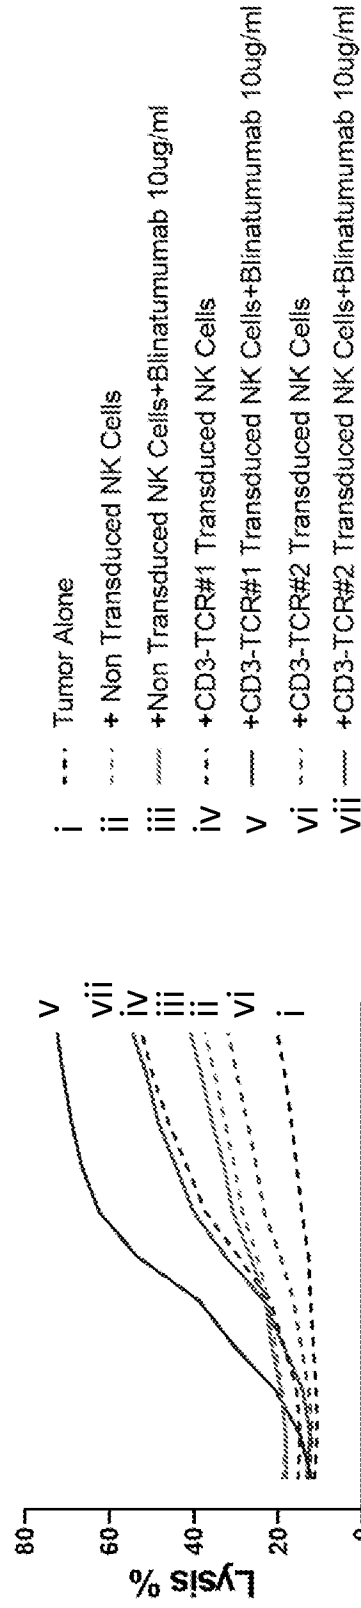 Lysis %
80
60
40
20
0
v
vii
iv
iii
ii
vi
i
i Tumor Alone
ii + Non Transduced NK Cells
iii +Non Transduced NK Cells+Blinatumumab 10ug/ml
iv +CD3-TCR#1 Transduced NK Cells
v +CD3-TCR#1 Transduced NK Cells+Blinatumumab 10ug/ml
vi +CD3-TCR#2 Transduced NK Cells
vii +CD3-TCR#2 Transduced NK Cells+Blinatumumab 10ug/ml